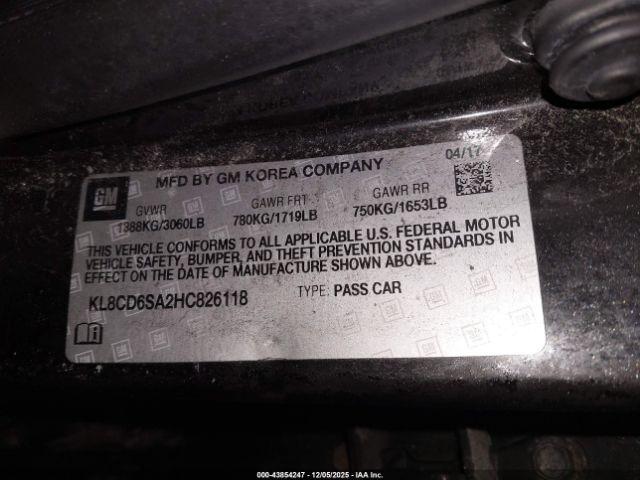 GM
MFD BY GM KOREA COMPANY
04/17
GVWR
GAWR FRT
GAWR RR
1388KG/3060LB
780KG/1719LB
750KG/1653LB
THIS VEHICLE CONFORMS TO ALL APPLICABLE U.S. FEDERAL MOTOR
VEHICLE SAFETY, BUMPER, AND THEFT PREVENTION STANDARDS IN
EFFECT ON THE DATE OF MANUFACTURE SHOWN ABOVE.
KL8CD6SA2HC826118
TYPE: PASS CAR
000-43854247 - 12/05/2025 - IAA Inc.